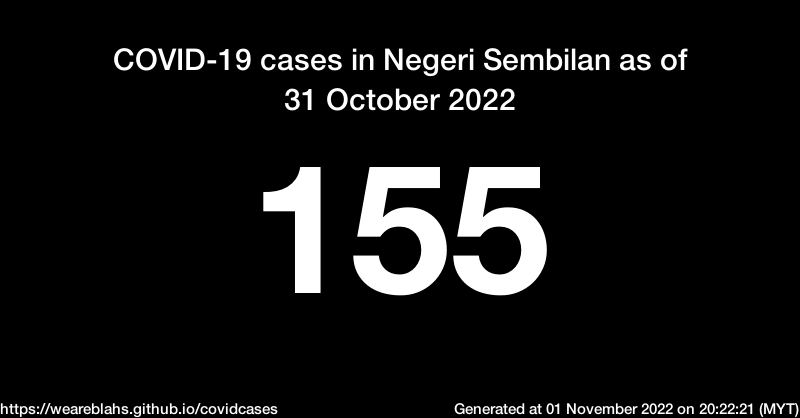 COVID-19 cases in Negeri Sembilan as of
31 October 2022
155
https://weareblahs.github.io/covidcases
Generated at 01 November 2022 on 20:22:21 (MYT)